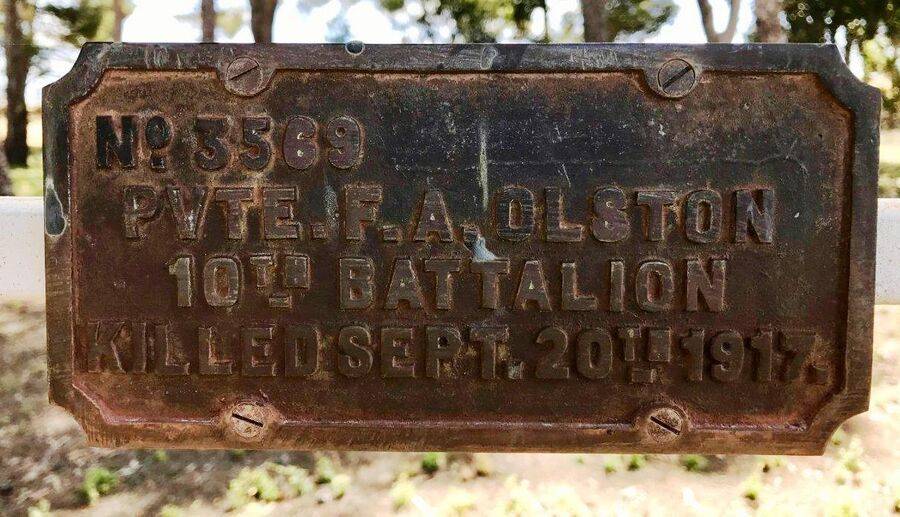 No. 3569
PVTE. F. A. OLSTON
10TH BATTALION
KILLED SEPT. 20TH 1917.